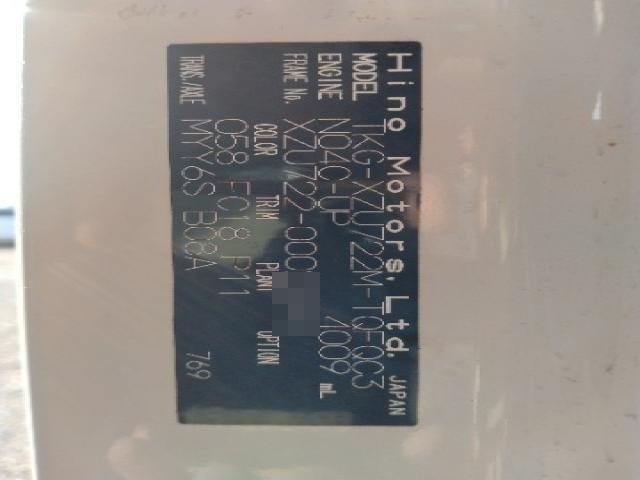 Hino Motors, Ltd. JAPAN
MODEL TKG-XZU722M-TQFQC3
ENGINE N04C-UP 4009 mL
FRAME No. XZU722-000
COLOR TRIM PLANT OPTION
058 FC18 P11
TRANS./AXLE MYY6S B08A 769